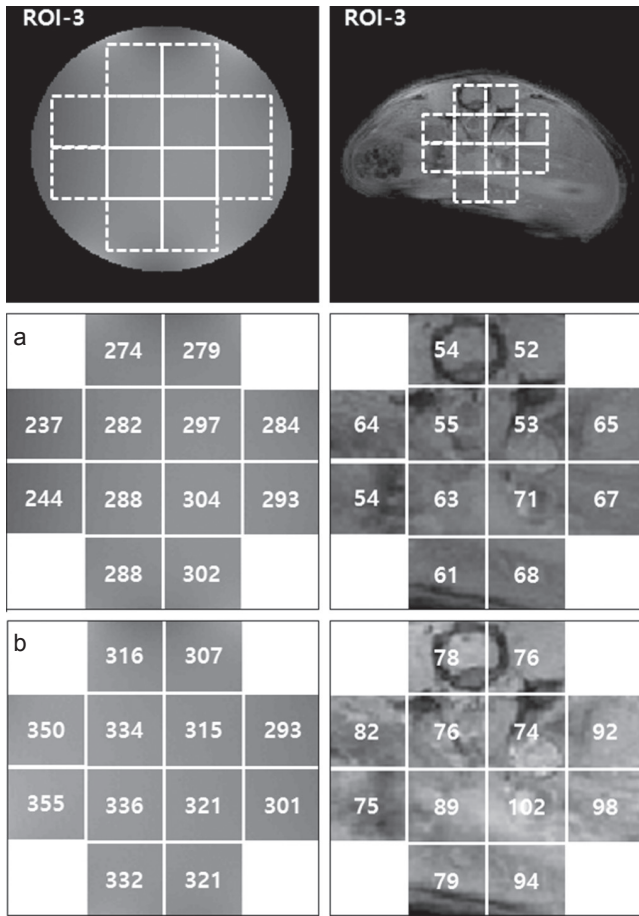 ROI-3
ROI-3
a
274 279
237 282 297 284
244 288 304 293
288 302
54 52
64 55 53 65
54 63 71 67
61 68
b
316 307
350 334 315 293
355 336 321 301
332 321
78 76
82 76 74 92
75 89 102 98
79 94